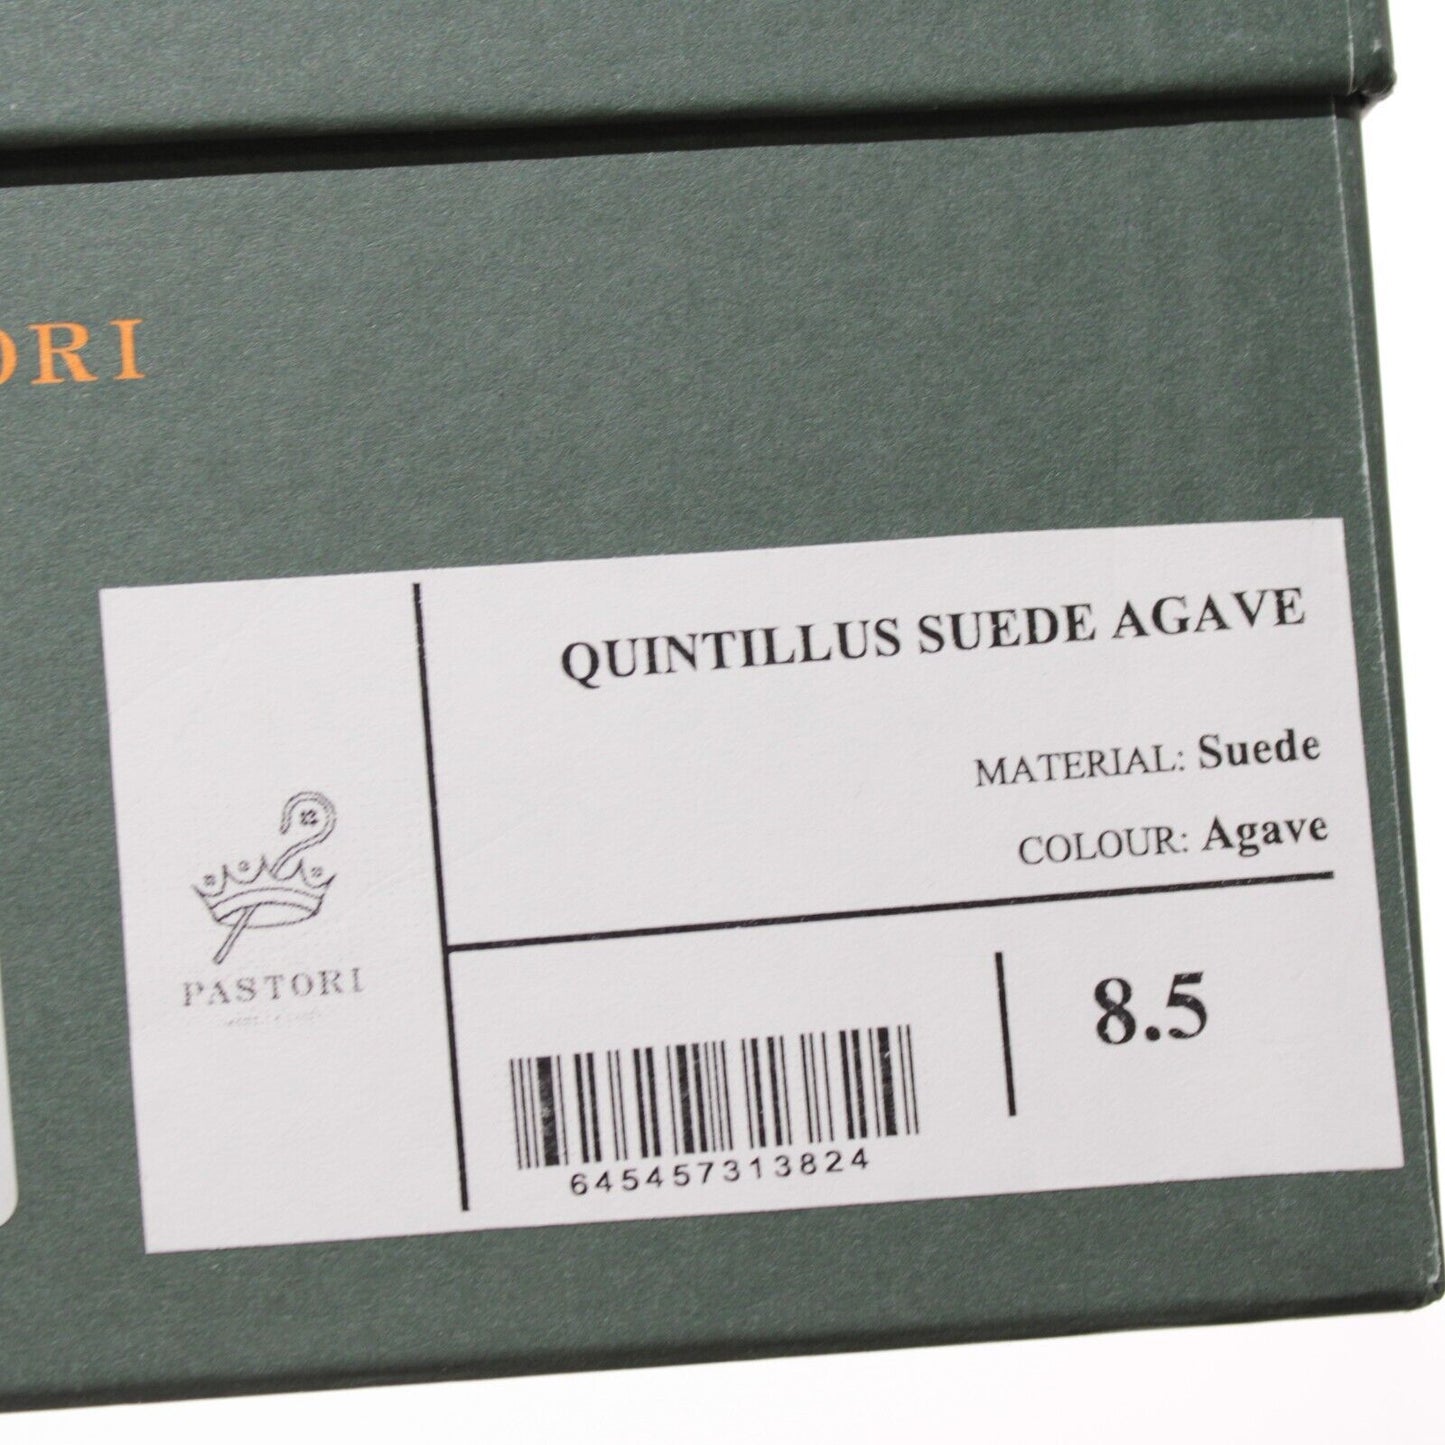 ORI
QUINTILLUS SUEDE AGAVE
MATERIAL: Suede
COLOUR: Agave
PASTORI
8.5
645457313824